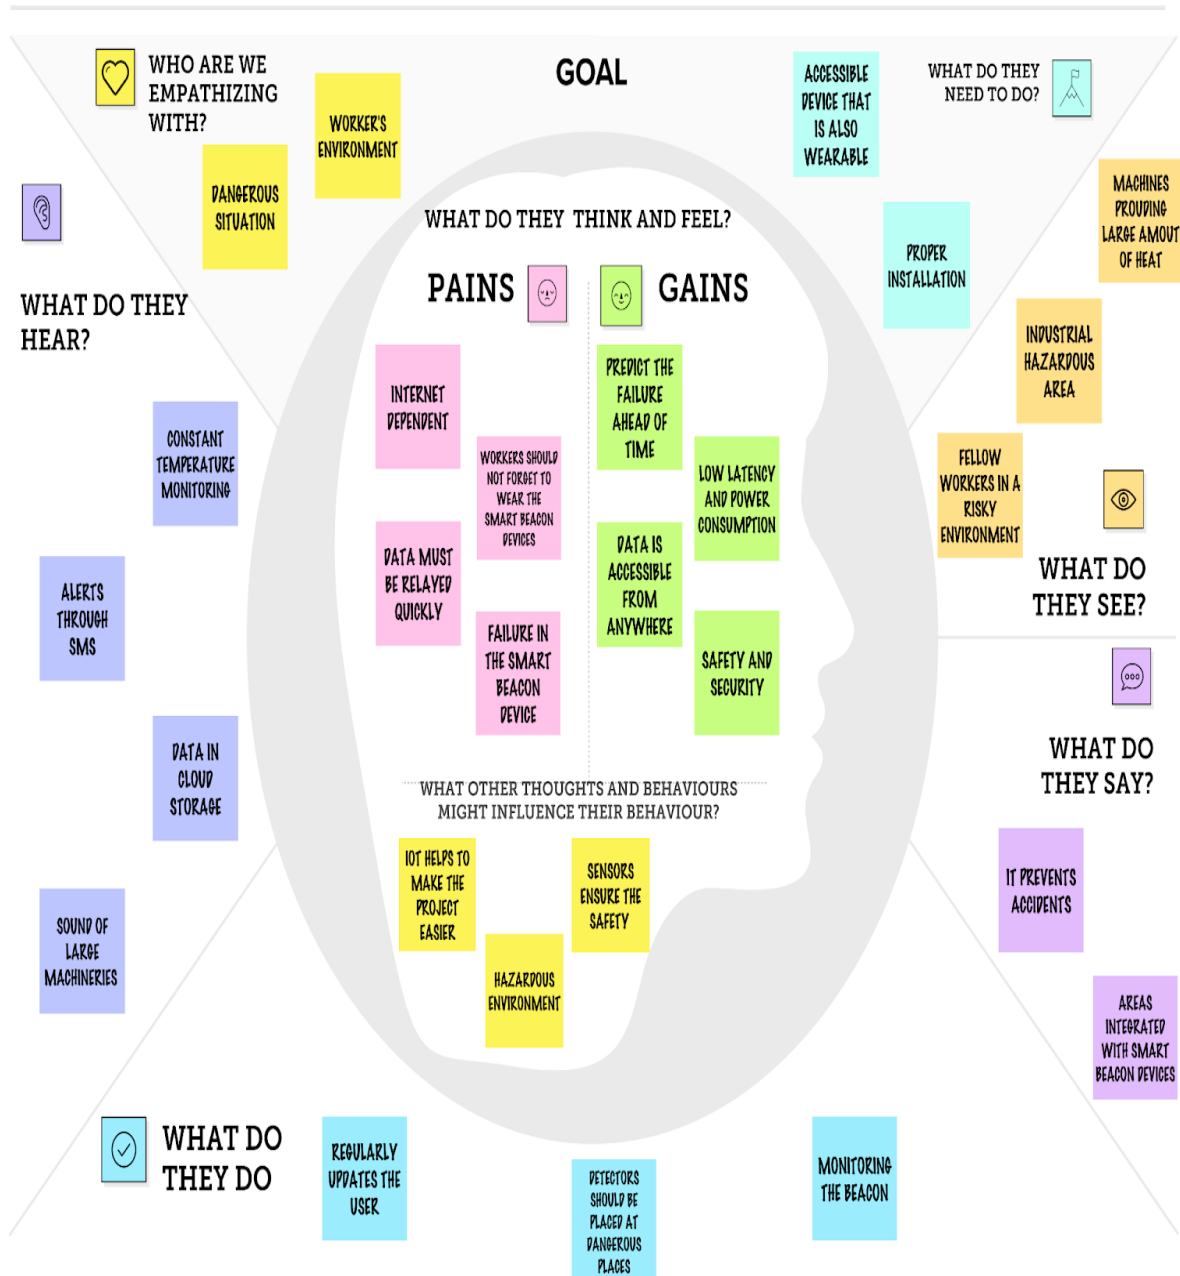 WHO ARE WE
EMPATHIZING
WITH?
GOAL
WHAT DO THEY
NEED TO DO?
WORKER'S
ENVIRONMENT
DANGEROUS
SITUATION
ACCESSIBLE
DEVICE THAT
IS ALSO
WEARABLE
PROPER
INSTALLATION
WHAT DO THEY
HEAR?
CONSTANT
TEMPERATURE
MONITORING
ALERTS
THROUGH
SMS
DATA IN
CLOUD
STORAGE
SOUND OF
LARGE
MACHINERIES
WHAT DO THEY THINK AND FEEL?
PAINS
GAINS
INTERNET
DEPENDENT
WORKERS SHOULD
NOT FORGET TO
WEAR THE
SMART BEACON
DEVICES
DATA MUST
BE RELAYED
QUICKLY
FAILURE IN
THE SMART
BEACON
DEVICE
PREDICT THE
FAILURE
AHEAD OF
TIME
LOW LATENCY
AND POWER
CONSUMPTION
DATA IS
ACCESSIBLE
FROM
ANYWHERE
SAFETY AND
SECURITY
WHAT OTHER THOUGHTS AND BEHAVIOURS
MIGHT INFLUENCE THEIR BEHAVIOUR?
IOT HELPS TO
MAKE THE
PROJECT
EASIER
HAZARDOUS
ENVIRONMENT
SENSORS
ENSURE THE
SAFETY
MACHINES
PROUDING
LARGE AMOUT
OF HEAT
INDUSTRIAL
HAZARDOUS
AREA
FELLOW
WORKERS IN A
RISKY
ENVIRONMENT
WHAT DO
THEY SEE?
WHAT DO
THEY SAY?
IT PREVENTS
ACCIDENTS
AREAS
INTEGRATED
WITH SMART
BEACON DEVICES
WHAT DO
THEY DO
REGULARLY
UPDATES THE
USER
DETECTORS
SHOULD BE
PLACED AT
DANGEROUS
PLACES
MONITORING
THE BEACON